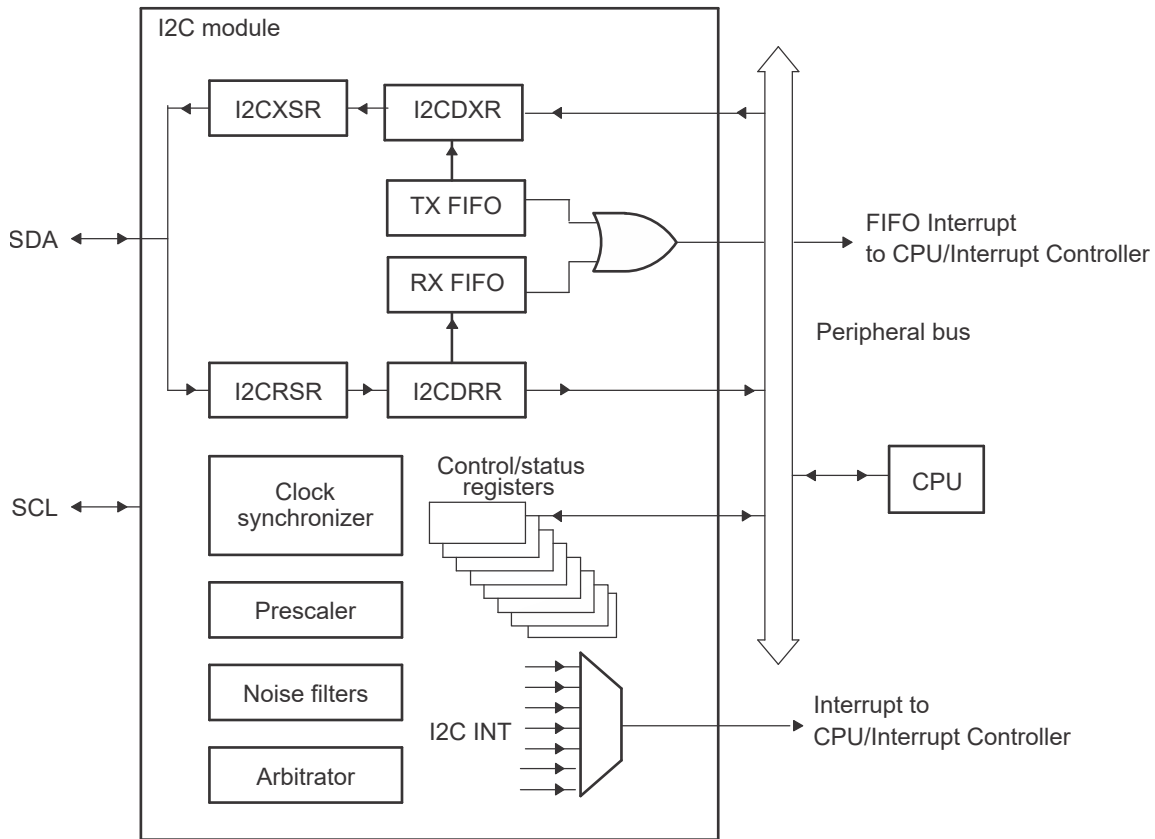 I2C module
I2CXSR
I2CDXR
TX FIFO
SDA
FIFO Interrupt
to CPU/Interrupt Controller
RX FIFO
Peripheral bus
I2CRSR
I2CDRR
Control/status
registers
CPU
SCL
Clock
synchronizer
Prescaler
Noise filters
I2C INT
Interrupt to
CPU/Interrupt Controller
Arbitrator